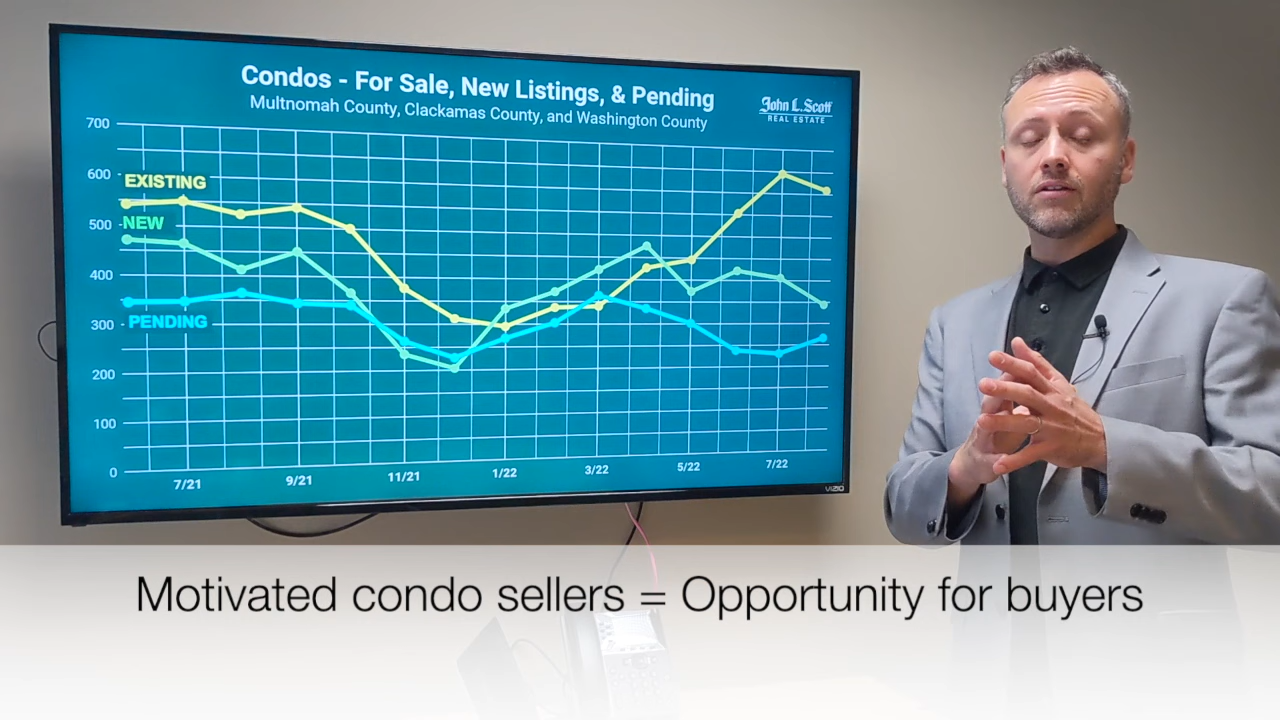 Condos - For Sale, New Listings, & Pending
Multnomah County, Clackamas County, and Washington County
John L. Scott
REAL ESTATE
700
600
EXISTING
500
NEW
400
300
PENDING
200
100
0
7/21
9/21
11/21
1/22
3/22
5/22
7/22
VIZIO
Motivated condo sellers = Opportunity for buyers